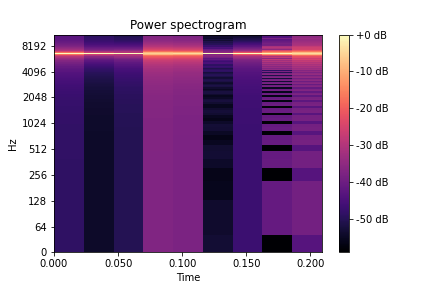 Power spectrogram
8192
4096
2048
1024
512
256
128
64
0
Hz
0.000 0.050 0.100 0.150 0.200
Time
+0 dB
-10 dB
-20 dB
-30 dB
-40 dB
-50 dB